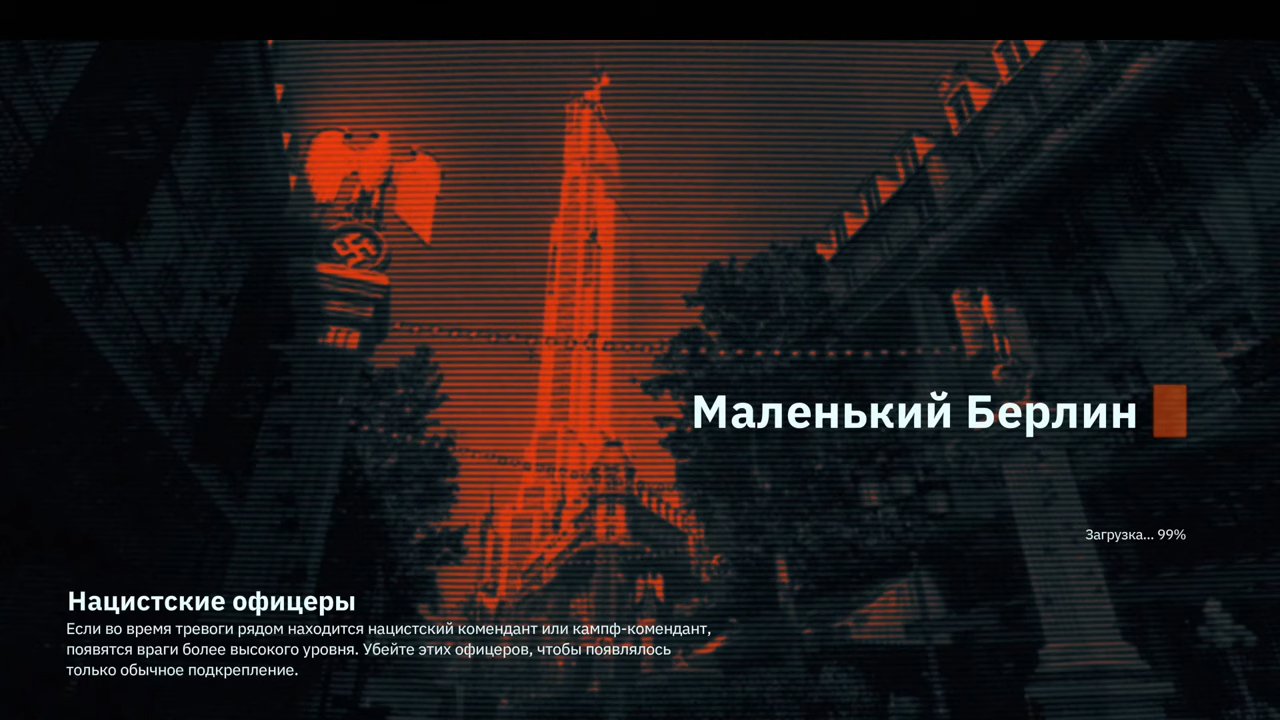 Маленький Берлин
Загрузка... 99%
Нацистские офицеры
Если во время тревоги рядом находится нацистский комендант или кампф-комендант,
появятся враги более высокого уровня. Убейте этих офицеров, чтобы появлялось
только обычное подкрепление.